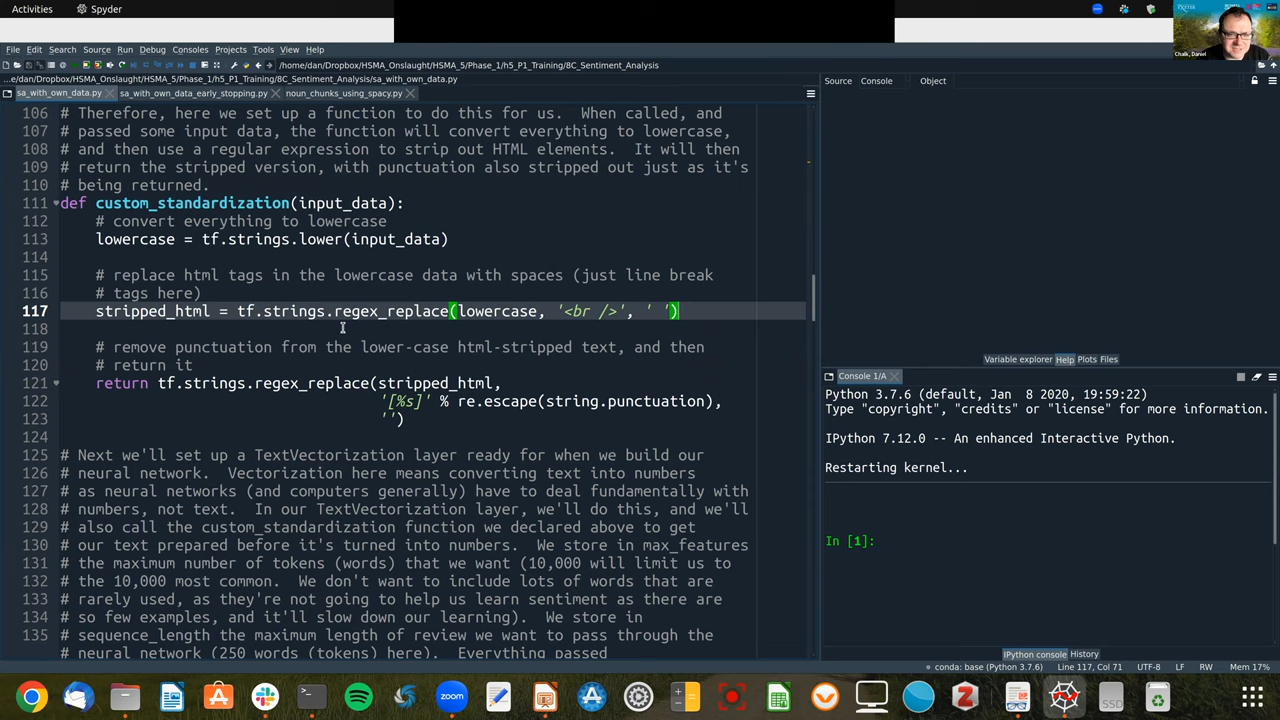 Activities
Spyder
Chalk, Daniel
File Edit Search Source Run Debug Consoles Projects Tools View Help
/home/dan/Dropbox/HSMA_Onslaught/HSMA_5/Phase_1/h5_P1_Training/8C_Sentiment_Analysis
…e/dan/Dropbox/HSMA_Onslaught/HSMA_5/Phase_1/h5_P1_Training/8C_Sentiment_Analysis/sa_with_own_data.py
sa_with_own_data.py sa_with_own_data_early_stopping.py noun_chunks_using_spacy.py
Source Console Object
106 # Therefore, here we set up a function to do this for us.  When called, and
107 # passed some input data, the function will convert everything to lowercase,
108 # and then use a regular expression to strip out HTML elements.  It will then
109 # return the stripped version, with punctuation also stripped out just as it's
110 # being returned.
111 def custom_standardization(input_data):
112 # convert everything to lowercase
113 lowercase = tf.strings.lower(input_data)
114
115 # replace html tags in the lowercase data with spaces (just line break
116 # tags here)
117 stripped_html = tf.strings.regex_replace(lowercase, '<br />', ' ')
118
119 # remove punctuation from the lower-case html-stripped text, and then
120 # return it
121 return tf.strings.regex_replace(stripped_html,
122 '[%s]' % re.escape(string.punctuation),
123 '')
124
125 # Next we'll set up a TextVectorization layer ready for when we build our
126 # neural network.  Vectorization here means converting text into numbers
127 # as neural networks (and computers generally) have to deal fundamentally with
128 # numbers, not text.  In our TextVectorization layer, we'll do this, and we'll
129 # also call the custom_standardization function we declared above to get
130 # our text prepared before it's turned into numbers.  We store in max_features
131 # the maximum number of tokens (words) that we want (10,000 will limit us to
132 # the 10,000 most common.  We don't want to include lots of words that are
133 # rarely used, as they're not going to help us learn sentiment as there are
134 # so few examples, and it'll slow down our learning).  We store in
135 # sequence_length the maximum length of review we want to pass through the
# neural network (250 words (tokens) here).  Everything passed
Variable explorer Help Plots Files
Console 1/A
Python 3.7.6 (default, Jan  8 2020, 19:59:22)
Type "copyright", "credits" or "license" for more information.
IPython 7.12.0 -- An enhanced Interactive Python.
Restarting kernel...
In [1]:
IPython console History
conda: base (Python 3.7.6) Line 117, Col 71 UTF-8 LF RW Mem 17%
zoom
SSD